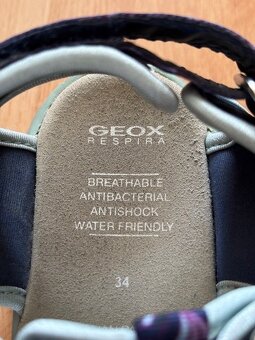 GEOX
RESPIRA
BREATHABLE
ANTIBACTERIAL
ANTISHOCK
WATER FRIENDLY
34